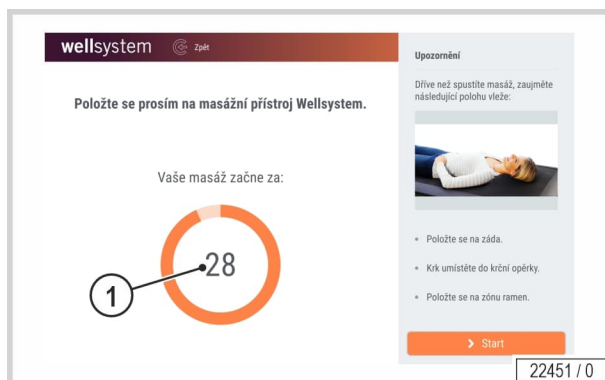 wellsystem
Zpět
Položte se prosím na masážní přístroj Wellsystem.
Vaše masáž začne za:
28
1
Upozornění
Dříve než spustíte masáž, zaujměte
následující polohu vleže:
• Položte se na záda.
• Krk umístěte do krční opěrky.
• Položte se na zónu ramen.
Start
22451 / 0